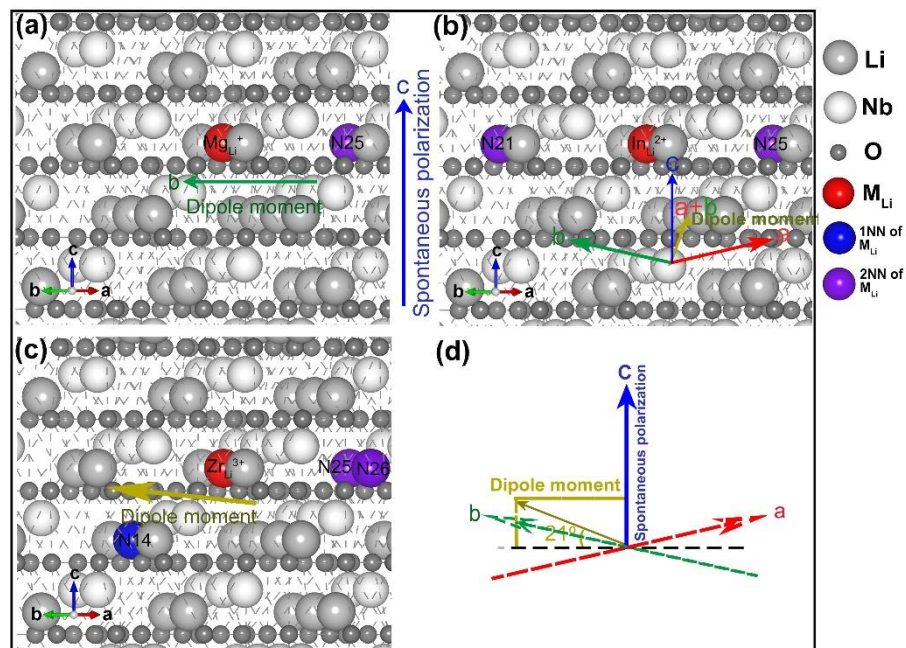 (a)
Mg Li +
N25
b
Dipole moment
c
b
a
C
Spontaneous polarization
(b)
N21
In Li 2+
N25
C
a+b
Dipole moment
b
a
c
b
a
Li
Nb
O
M Li
1NN of
M Li
2NN of
M Li
(c)
Zr Li 3+
N25
N26
Dipole moment
N14
c
b
a
(d)
C
Spontaneous polarization
Dipole moment
b
a
21°